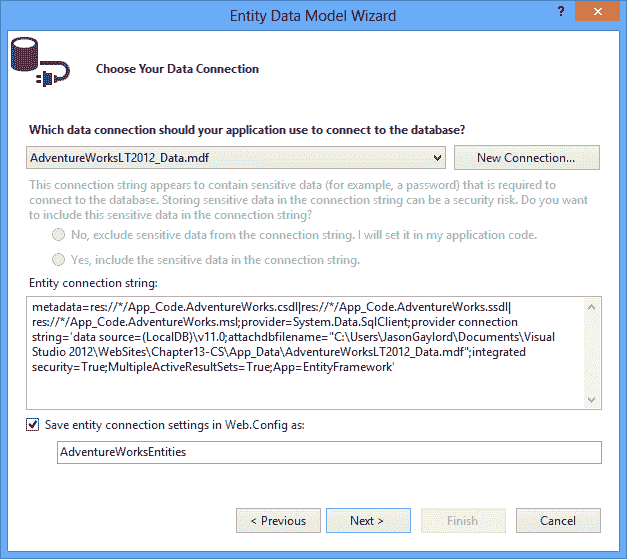 Entity Data Model Wizard
?
Choose Your Data Connection
Which data connection should your application use to connect to the database?
AdventureWorksLT2012_Data.mdf
New Connection...
This connection string appears to contain sensitive data (for example, a password) that is required
to connect to the database. Storing sensitive data in the connection string can be a security risk. Do you want
to include this sensitive data in the connection string?
No, exclude sensitive data from the connection string. I will set it in my application code.
Yes, include the sensitive data in the connection string.
Entity connection string:
metadata=res://*/App_Code.AdventureWorks.csdl|res://*/App_Code.AdventureWorks.ssdl|
res://*/App_Code.AdventureWorks.msl;provider=System.Data.SqlClient;provider connection
string='data source=(LocalDB)\v11.0;attachdbfilename="C:\Users\JasonGaylord\Documents\Visual
Studio 2012\WebSites\Chapter13-CS\App_Data\AdventureWorksLT2012_Data.mdf";integrated
security=True;MultipleActiveResultSets=True;App=EntityFramework'
Save entity connection settings in Web.Config as:
AdventureWorksEntities
< Previous
Next >
Finish
Cancel